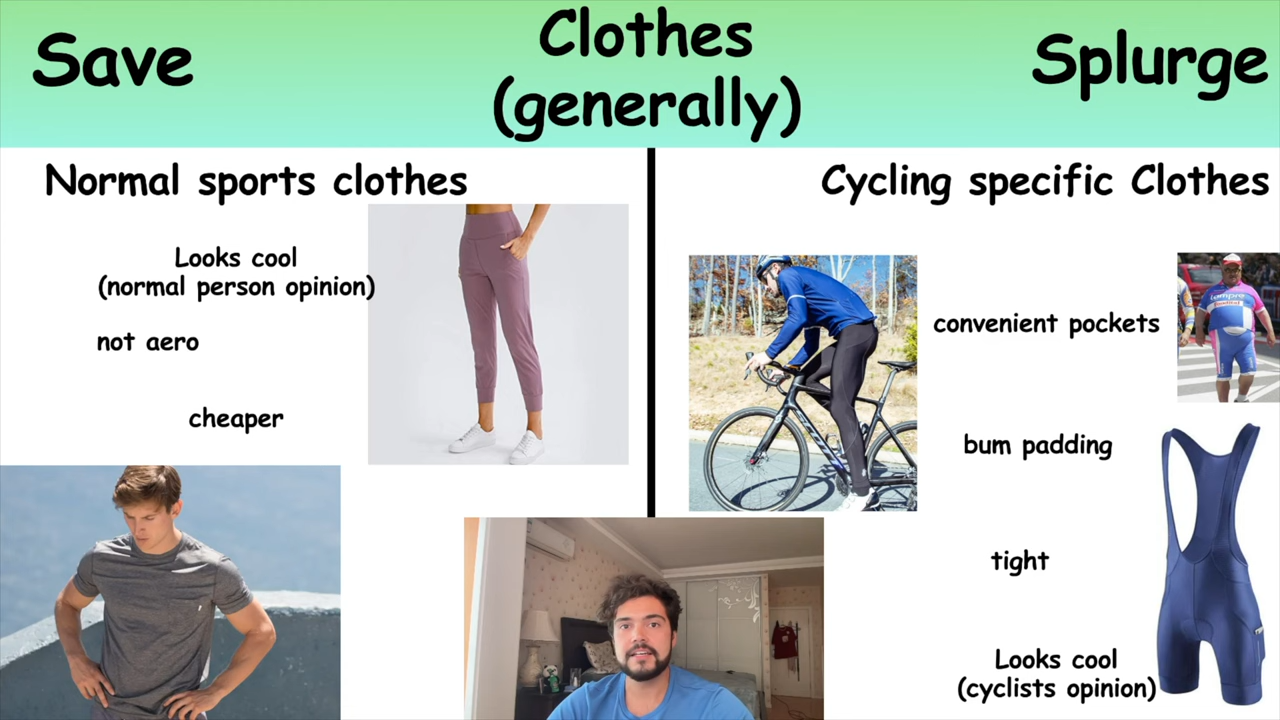 Save
Clothes
(generally)
Splurge
Normal sports clothes
Looks cool
(normal person opinion)
not aero
cheaper
Cycling specific Clothes
convenient pockets
bum padding
tight
Looks cool
(cyclists opinion)